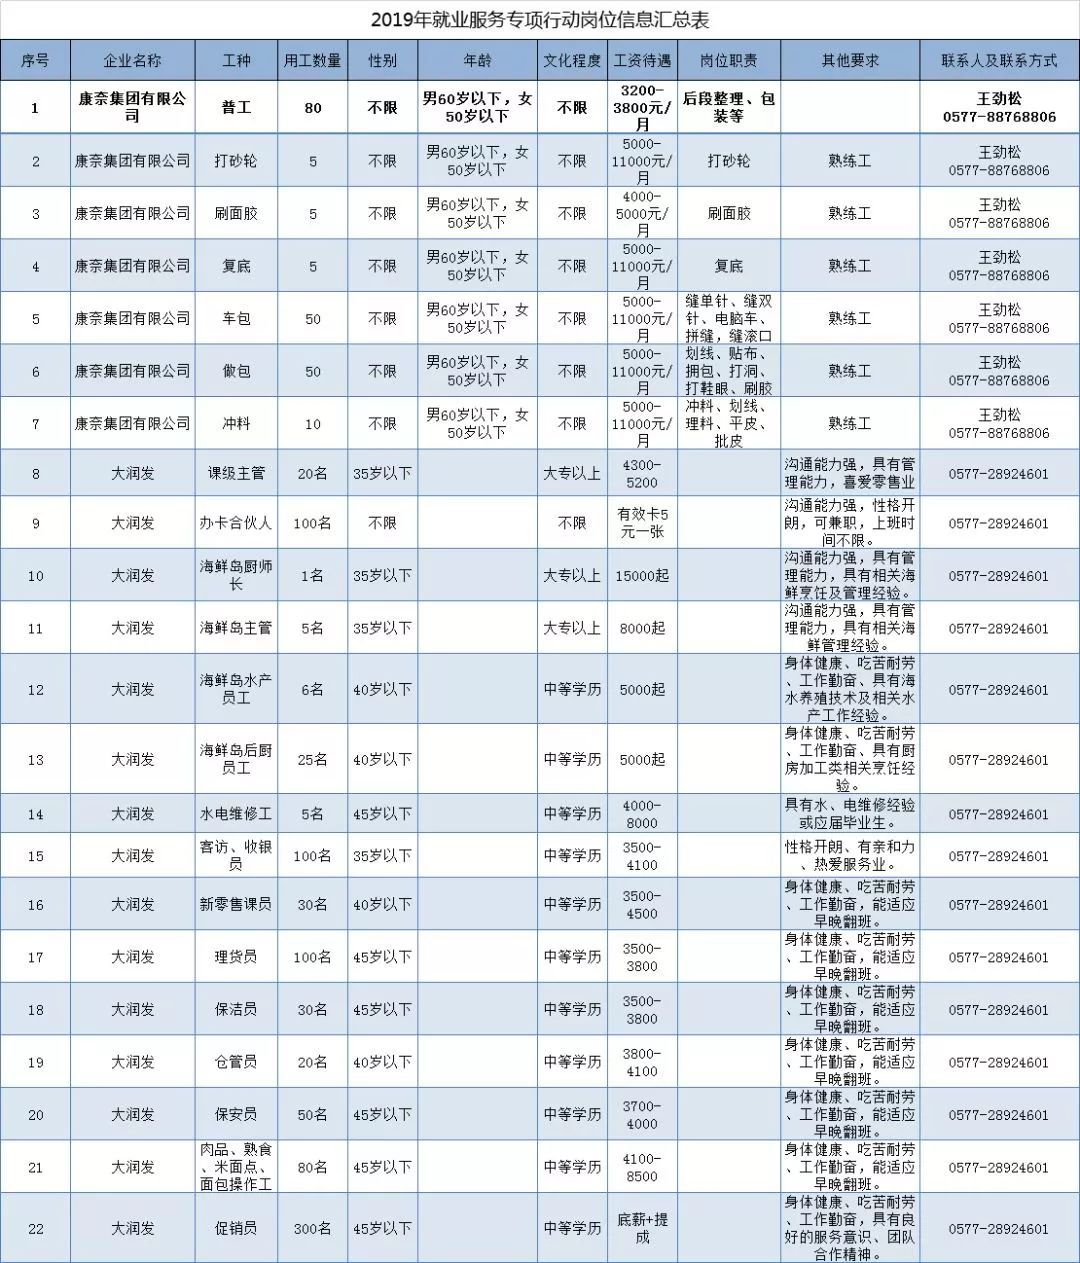 2019年就业服务专项行动岗位信息汇总表
序号 企业名称 工种 用工数量 性别 年龄 文化程度 工资待遇 岗位职责 其他要求 联系人及联系方式
1 康奈集团有限公司 普工 80 不限 男60岁以下，女50岁以下 不限 3200-3800元/月 后段整理、包装等 王劲松 0577-88768806
2 康奈集团有限公司 打砂轮 5 不限 男60岁以下，女50岁以下 不限 5000-11000元/月 打砂轮 熟练工 王劲松 0577-88768806
3 康奈集团有限公司 刷面胶 5 不限 男60岁以下，女50岁以下 不限 4000-5000元/月 刷面胶 熟练工 王劲松 0577-88768806
4 康奈集团有限公司 复底 5 不限 男60岁以下，女50岁以下 不限 5000-11000元/月 复底 熟练工 王劲松 0577-88768806
5 康奈集团有限公司 车包 50 不限 男60岁以下，女50岁以下 不限 5000-11000元/月 缝单针、缝双针、电脑车、拼缝，缝滚口 熟练工 王劲松 0577-88768806
6 康奈集团有限公司 做包 50 不限 男60岁以下，女50岁以下 不限 5000-11000元/月 划线、贴布、拥包、打洞、打鞋眼、刷胶 熟练工 王劲松 0577-88768806
7 康奈集团有限公司 冲料 10 不限 男60岁以下，女50岁以下 不限 5000-11000元/月 冲料、划线、理料、平皮、批皮 熟练工 王劲松 0577-88768806
8 大润发 课级主管 20名 35岁以下 大专以上 4300-5200 沟通能力强，具有管理能力，喜爱零售业 0577-28924601
9 大润发 办卡合伙人 100名 不限 不限 有效卡5元一张 沟通能力强，性格开朗，可兼职，上班时间不限。 0577-28924601
10 大润发 海鲜岛厨师长 1名 35岁以下 大专以上 15000起 沟通能力强，具有管理能力，具有相关海鲜烹饪及管理经验。 0577-28924601
11 大润发 海鲜岛主管 5名 35岁以下 大专以上 8000起 沟通能力强，具有管理能力，具有相关海鲜管理经验。 0577-28924601
12 大润发 海鲜岛水产员工 6名 40岁以下 中等学历 5000起 身体健康、吃苦耐劳、工作勤奋、具有海水养殖技术及相关水产工作经验。 0577-28924601
13 大润发 海鲜岛后厨员工 25名 40岁以下 中等学历 5000起 身体健康、吃苦耐劳、工作勤奋、具有厨房加工类相关烹饪经验。 0577-28924601
14 大润发 水电维修工 5名 45岁以下 中等学历 4000-8000 具有水、电维修经验或应届毕业生。 0577-28924601
15 大润发 客访、收银员 100名 35岁以下 中等学历 3500-4100 性格开朗、有亲和力、热爱服务业。 0577-28924601
16 大润发 新零售课员 30名 40岁以下 中等学历 3500-4500 身体健康、吃苦耐劳、工作勤奋，能适应早晚翻班。 0577-28924601
17 大润发 理货员 100名 45岁以下 中等学历 3500-3800 身体健康、吃苦耐劳、工作勤奋，能适应早晚翻班。 0577-28924601
18 大润发 保洁员 30名 45岁以下 中等学历 3500-3800 身体健康、吃苦耐劳、工作勤奋，能适应早晚翻班。 0577-28924601
19 大润发 仓管员 20名 40岁以下 中等学历 3800-4100 身体健康、吃苦耐劳、工作勤奋，能适应早晚翻班。 0577-28924601
20 大润发 保安员 50名 45岁以下 中等学历 3700-4000 身体健康、吃苦耐劳、工作勤奋，能适应早晚翻班。 0577-28924601
21 大润发 肉品、熟食、米面点、面包操作工 80名 45岁以下 中等学历 4100-8500 身体健康、吃苦耐劳、工作勤奋，能适应早晚翻班。 0577-28924601
22 大润发 促销员 300名 45岁以下 中等学历 底薪+提成 身体健康、吃苦耐劳、工作勤奋，具有良好的服务意识、团队合作精神。 0577-28924601